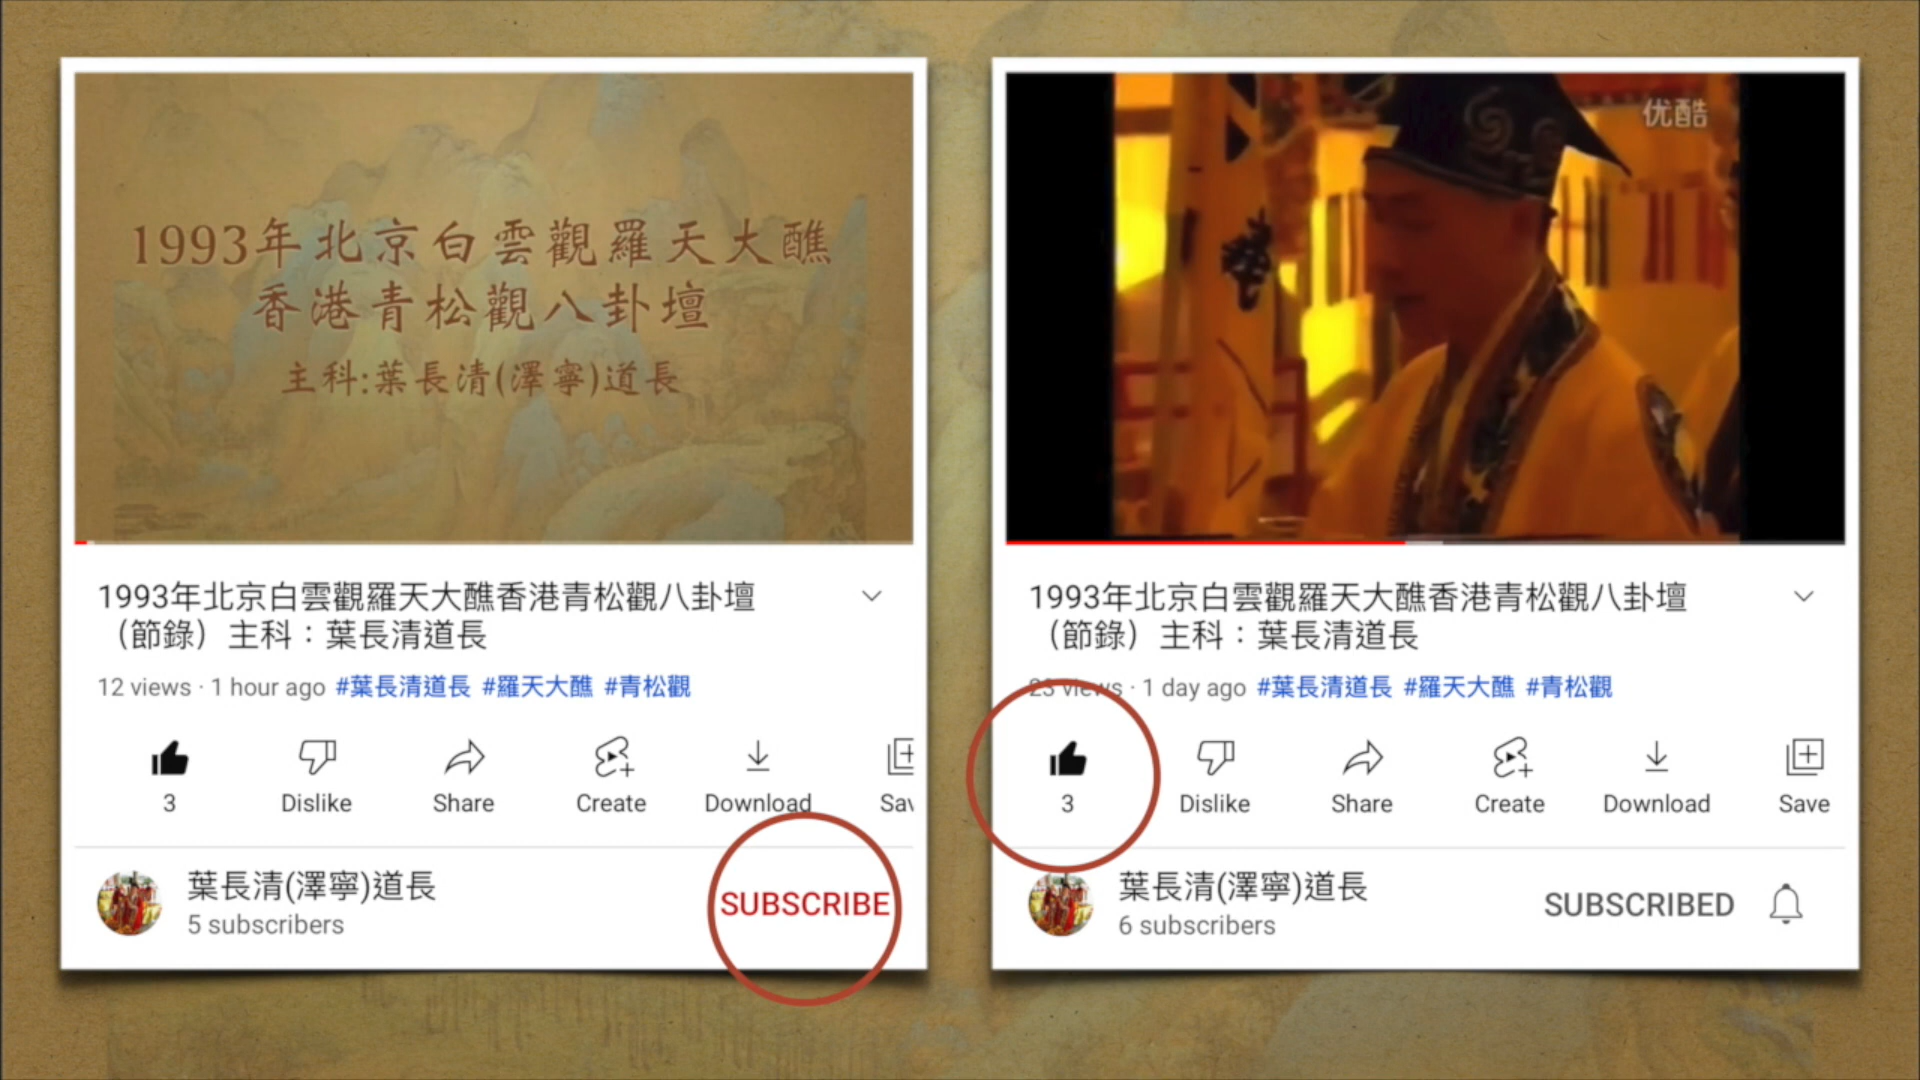 1993年北京白雲觀羅天大醮
香港青松觀八卦壇
主科:葉長清(澤寧)道長
1993年北京白雲觀羅天大醮香港青松觀八卦壇
（節錄）主科：葉長清道長
12 views · 1 hour ago #葉長清道長 #羅天大醮 #青松觀
3
Dislike
Share
Create
Download
Sav
葉長清(澤寧)道長
5 subscribers
SUBSCRIBE
优酷
1993年北京白雲觀羅天大醮香港青松觀八卦壇
（節錄）主科：葉長清道長
23 views · 1 day ago #葉長清道長 #羅天大醮 #青松觀
3
Dislike
Share
Create
Download
Save
葉長清(澤寧)道長
6 subscribers
SUBSCRIBED